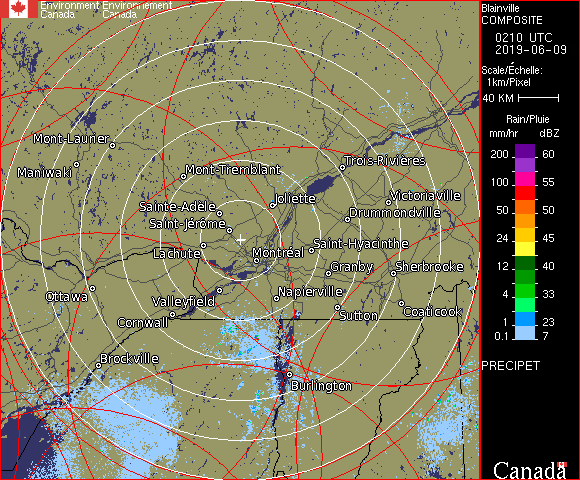 Environment Environnement
Canada Canada
Blainville
COMPOSITE
0210 UTC
2019-06-09
Scale/Échelle:
1km/Pixel
40 KM
Rain/Pluie
mm/hr dBZ
200 60
100 55
50 50
24 45
12 40
4 33
1 23
0.1 7
PRECIPET
Canada
Mont-Laurier
Maniwaki
Mont-Tremblant
Trois-Rivières
Sainte-Adele
Joliette
Victoriaville
Saint-Jérôme
Drummondville
Lachute
Montréal
Saint-Hyacinthe
Granby
Sherbrooke
Ottawa
Valleyfield
Napierville
Cornwall
Sutton
Coaticook
Brockville
Burlington